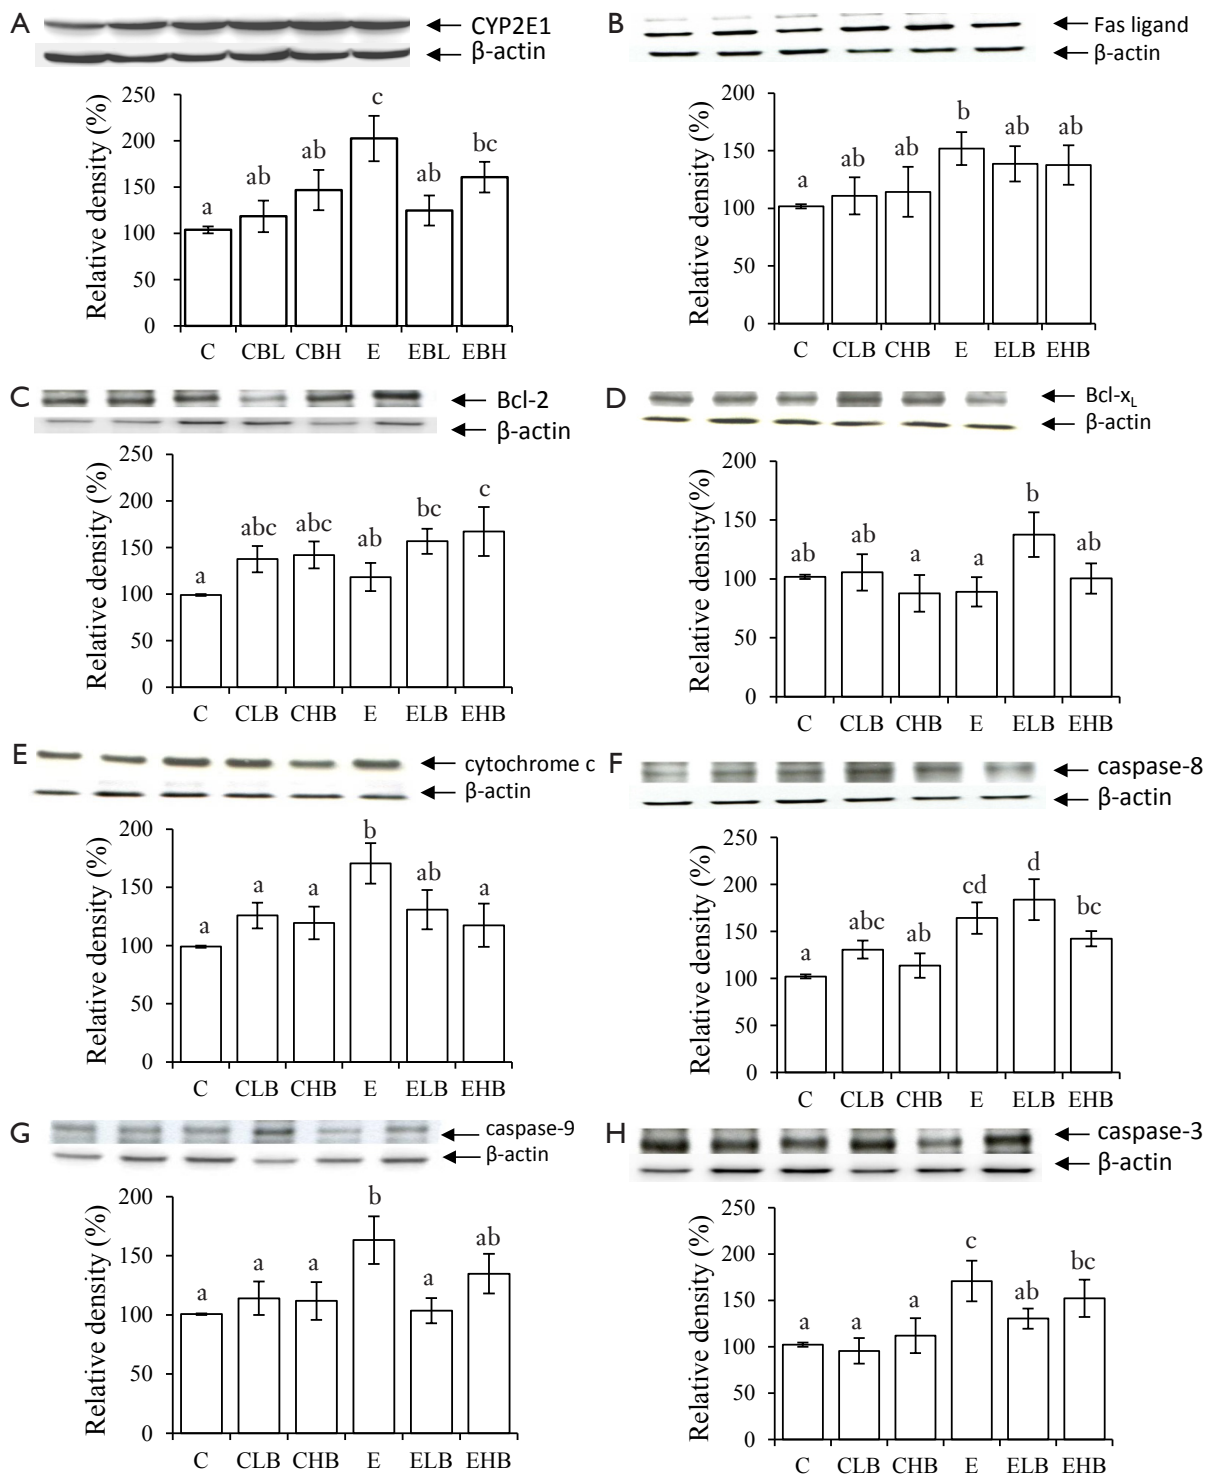 A
CYP2E1
β-actin
250
200
150
100
50
0
Relative density (%)
a
ab
ab
c
ab
bc
C CBL CBH E EBL EBH
B
Fas ligand
β-actin
200
150
100
50
0
Relative density (%)
a
ab
ab
b
ab
ab
C CLB CHB E ELB EHB
C
Bcl-2
β-actin
250
200
150
100
50
0
Relative density (%)
a
abc
abc
ab
bc
c
C CLB CHB E ELB EHB
D
Bcl-xL
β-actin
200
150
100
50
0
Relative density(%)
ab
ab
a
a
b
ab
C CLB CHB E ELB EHB
E
cytochrome c
β-actin
200
150
100
50
0
Relative density (%)
a
a
a
b
ab
a
C CLB CHB E ELB EHB
F
caspase-8
β-actin
250
200
150
100
50
0
Relative density (%)
a
abc
ab
cd
d
bc
C CLB CHB E ELB EHB
G
caspase-9
β-actin
200
150
100
50
0
Relative density (%)
a
a
a
b
a
ab
C CLB CHB E ELB EHB
H
caspase-3
β-actin
250
200
150
100
50
0
Relative density (%)
a
a
a
c
ab
bc
C CLB CHB E ELB EHB